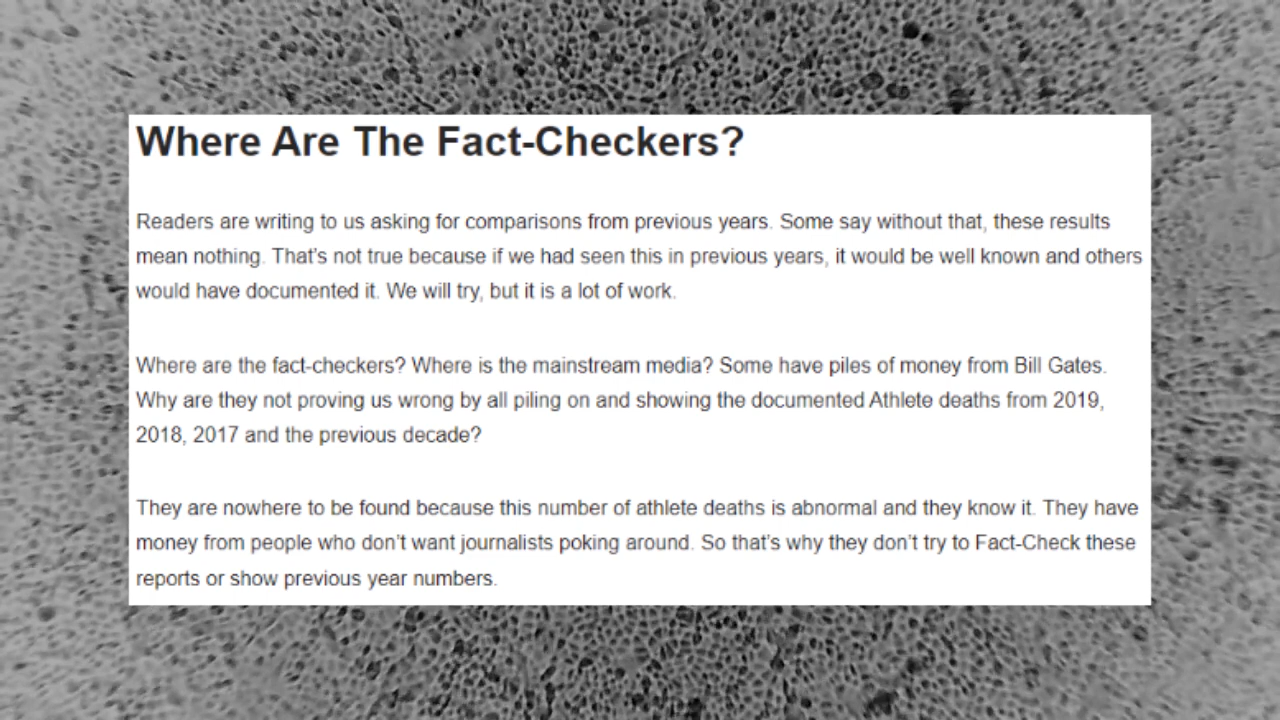 Where Are The Fact-Checkers?
Readers are writing to us asking for comparisons from previous years. Some say without that, these results
mean nothing. That's not true because if we had seen this in previous years, it would be well known and others
would have documented it. We will try, but it is a lot of work.
Where are the fact-checkers? Where is the mainstream media? Some have piles of money from Bill Gates.
Why are they not proving us wrong by all piling on and showing the documented Athlete deaths from 2019,
2018, 2017 and the previous decade?
They are nowhere to be found because this number of athlete deaths is abnormal and they know it. They have
money from people who don't want journalists poking around. So that's why they don't try to Fact-Check these
reports or show previous year numbers.